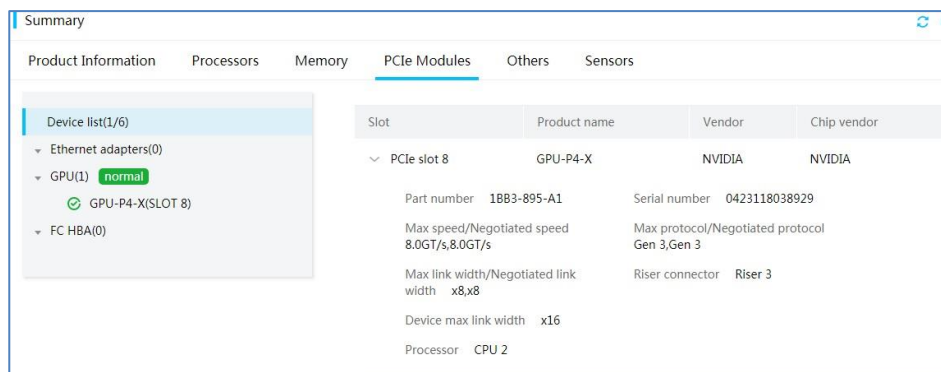 Summary
Product Information Processors Memory PCIe Modules Others Sensors
Device list(1/6)
Ethernet adapters(0)
GPU(1) normal
GPU-P4-X(SLOT 8)
FC HBA(0)
Slot Product name Vendor Chip vendor
PCIe slot 8 GPU-P4-X NVIDIA NVIDIA
Part number 1BB3-895-A1 Serial number 0423118038929
Max speed/Negotiated speed
8.0GT/s,8.0GT/s
Max protocol/Negotiated protocol
Gen 3,Gen 3
Max link width/Negotiated link
width x8,x8
Riser connector Riser 3
Device max link width x16
Processor CPU 2